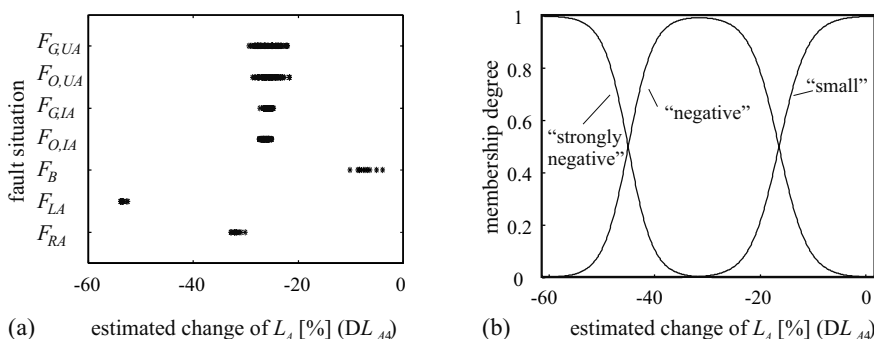 fault situation
F_{G,UA}
F_{O,UA}
F_{G,IA}
F_{O,IA}
F_B
F_{LA}
F_{RA}
-60 -40 -20 0
(a) estimated change of L_A [%] (DL_{A4})
membership degree
1
0.8
0.6
0.4
0.2
0
“strongly
negative”
“negative”
“small”
-60 -40 -20 0
(b) estimated change of L_A [%] (DL_{A4})